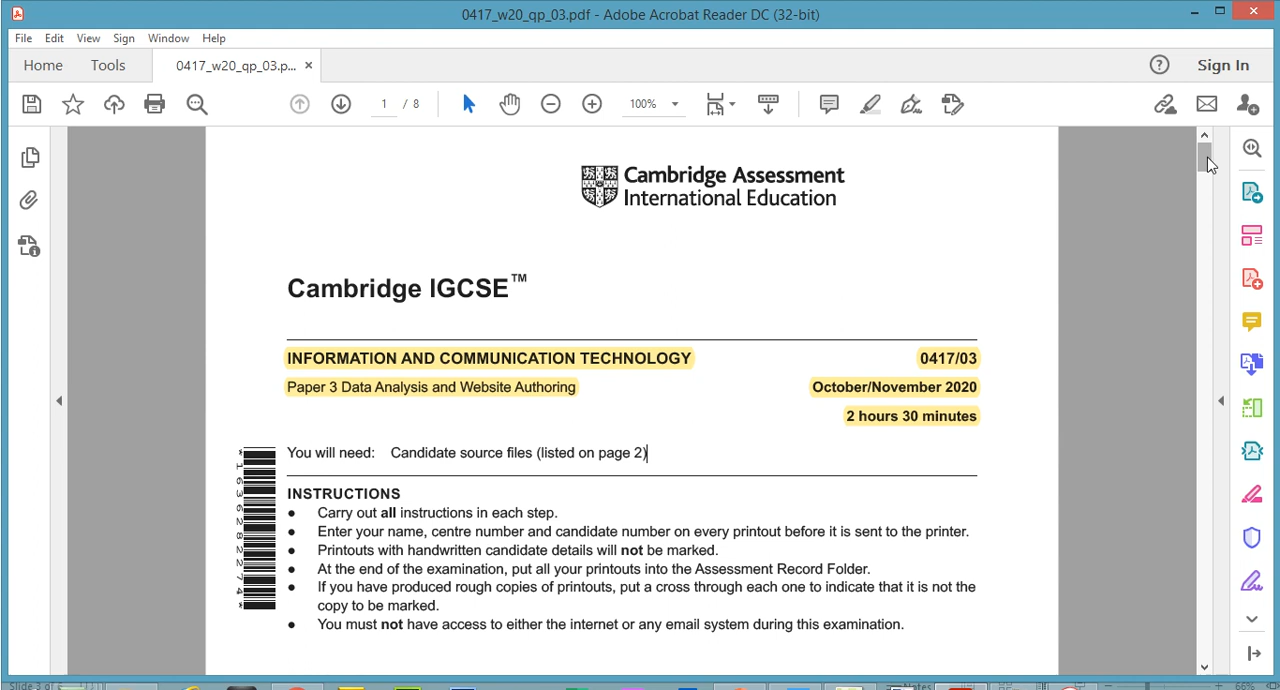 0417_w20_qp_03.pdf - Adobe Acrobat Reader DC (32-bit)
File Edit View Sign Window Help
Home Tools 0417_w20_qp_03.p... × Sign In
1 / 8 100%
Cambridge Assessment
International Education
Cambridge IGCSE™
INFORMATION AND COMMUNICATION TECHNOLOGY 0417/03
Paper 3 Data Analysis and Website Authoring October/November 2020
2 hours 30 minutes
You will need: Candidate source files (listed on page 2)
INSTRUCTIONS
● Carry out all instructions in each step.
● Enter your name, centre number and candidate number on every printout before it is sent to the printer.
● Printouts with handwritten candidate details will not be marked.
● At the end of the examination, put all your printouts into the Assessment Record Folder.
● If you have produced rough copies of printouts, put a cross through each one to indicate that it is not the
copy to be marked.
● You must not have access to either the internet or any email system during this examination.